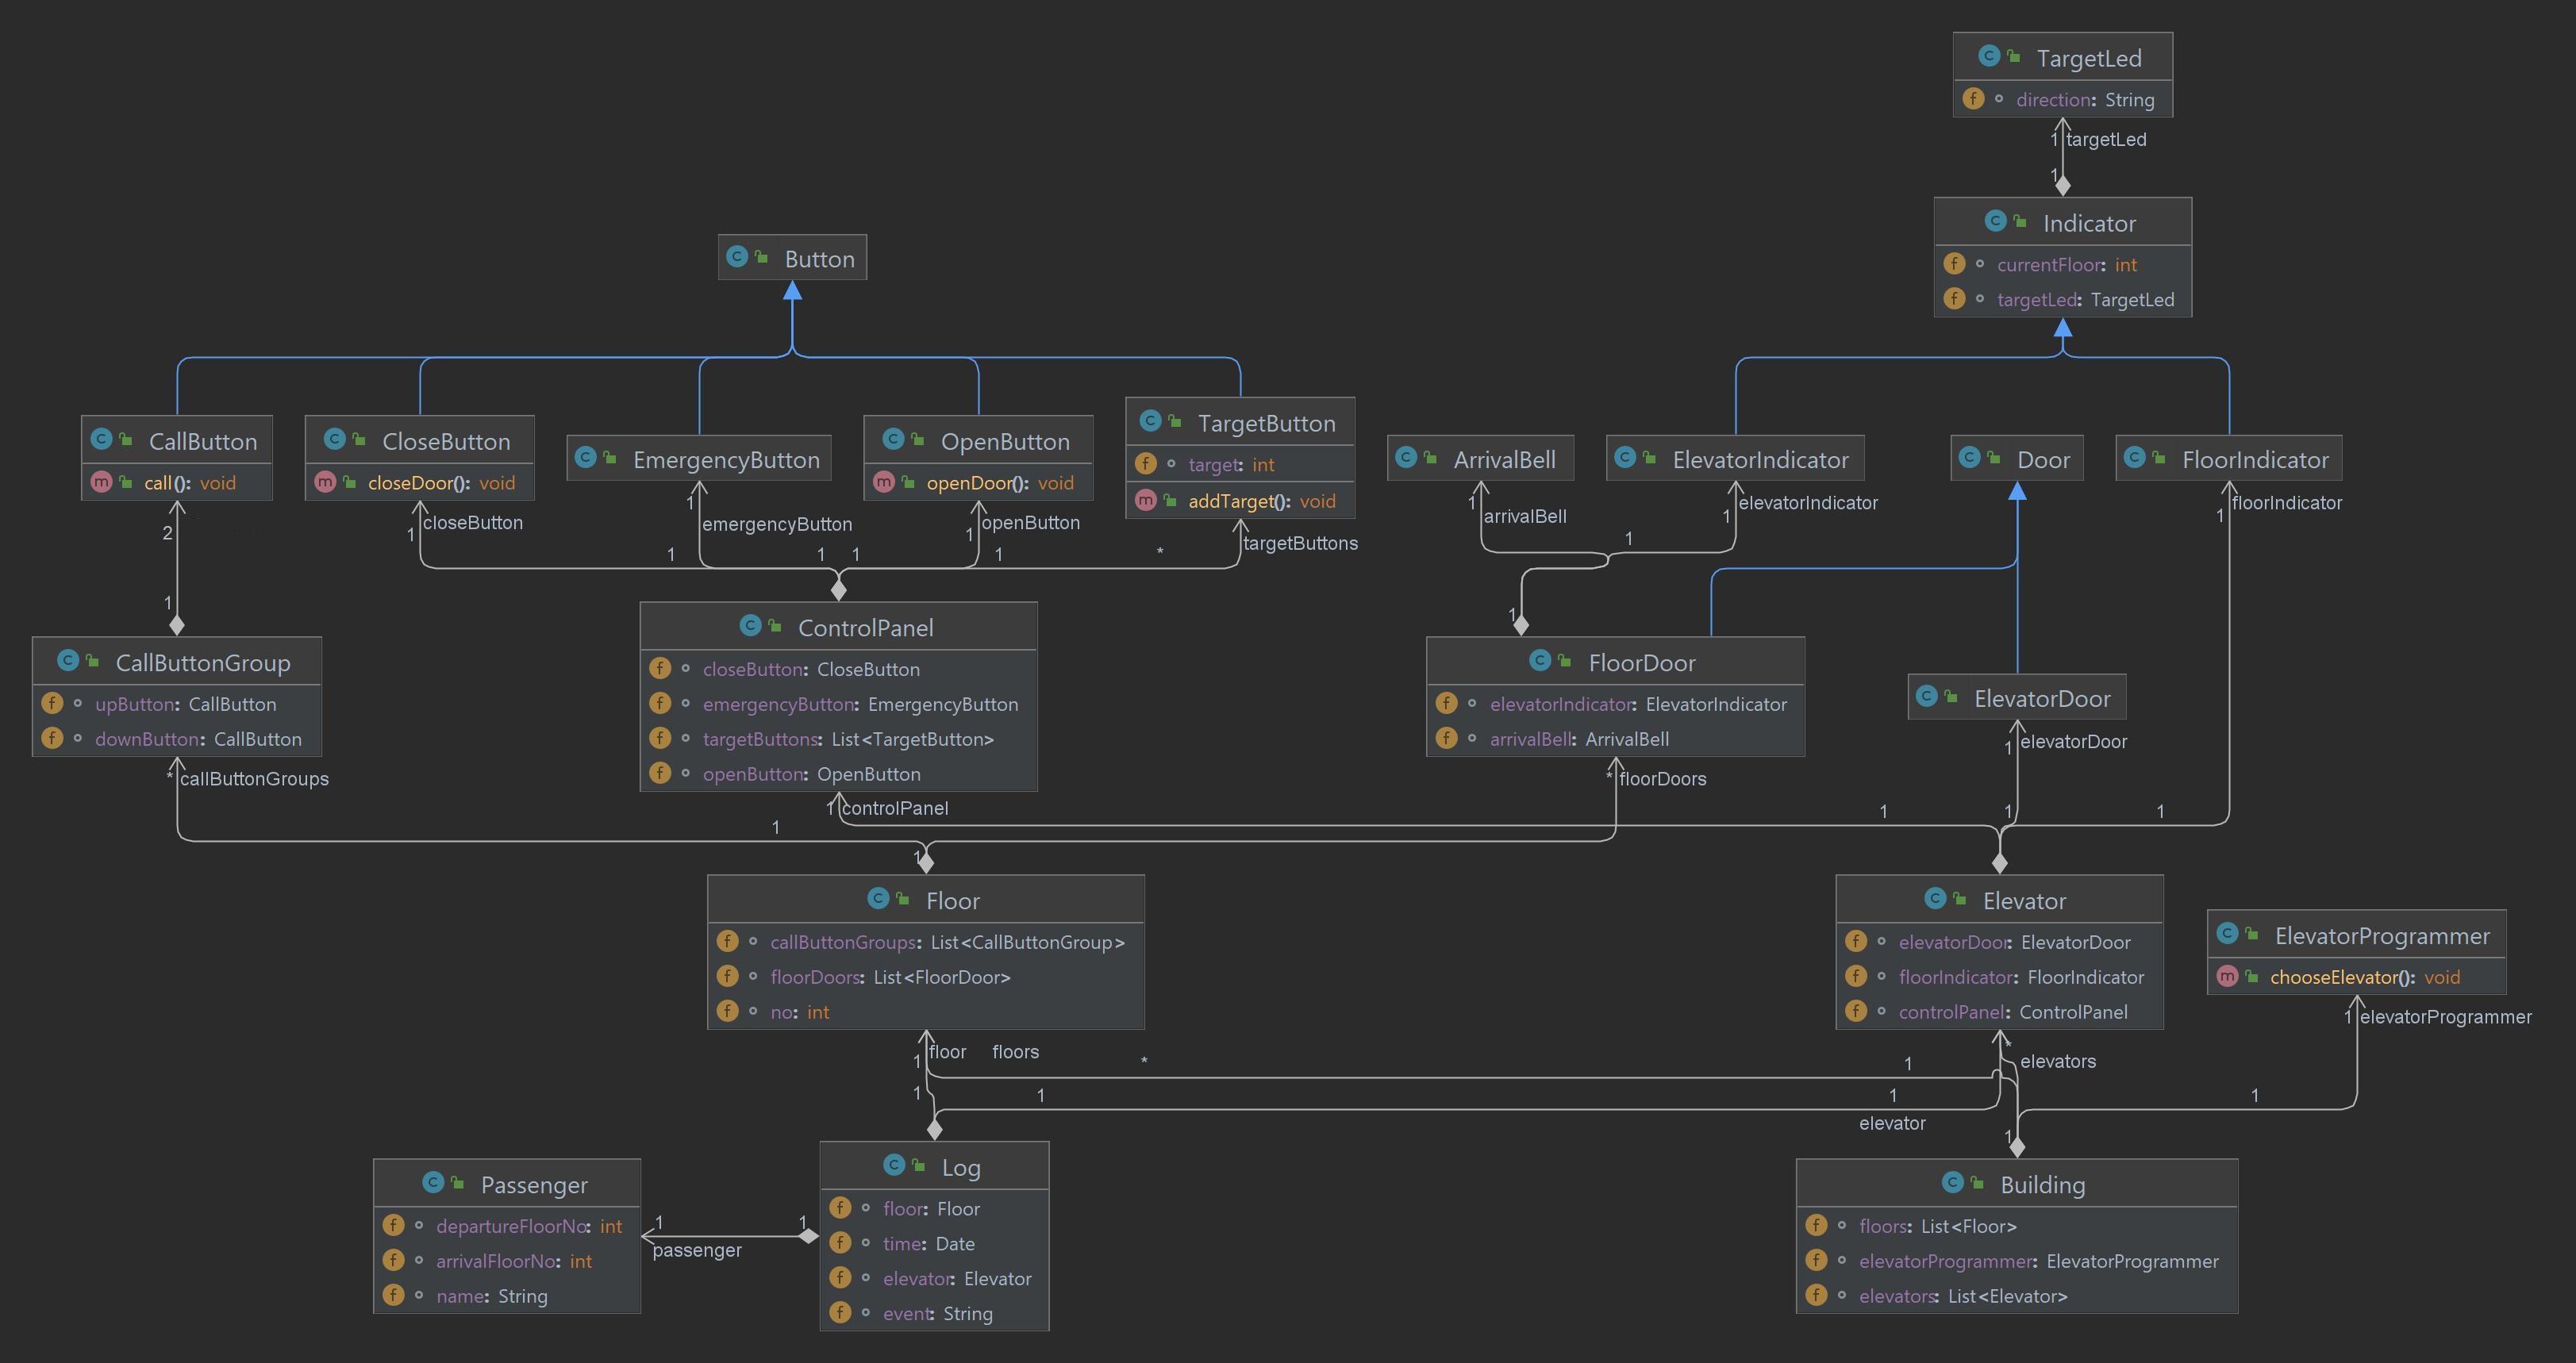 TargetLed
direction: String
1 targetLed
1
Indicator
currentFloor: int
targetLed: TargetLed
Button
CallButton
call(): void
CloseButton
closeDoor(): void
EmergencyButton
OpenButton
openDoor(): void
TargetButton
target: int
addTarget(): void
ArrivalBell
ElevatorIndicator
Door
FloorIndicator
2
1 closeButton
1 emergencyButton
1 openButton
* targetButtons
1 arrivalBell
1 elevatorIndicator
1 floorIndicator
1
1
1
1
1
1
1
CallButtonGroup
upButton: CallButton
downButton: CallButton
ControlPanel
closeButton: CloseButton
emergencyButton: EmergencyButton
targetButtons: List<TargetButton>
openButton: OpenButton
FloorDoor
elevatorIndicator: ElevatorIndicator
arrivalBell: ArrivalBell
ElevatorDoor
1 elevatorDoor
* callButtonGroups
1 controlPanel
* floorDoors
1
1
1
1
1
Floor
callButtonGroups: List<CallButtonGroup>
floorDoors: List<FloorDoor>
no: int
Elevator
elevatorDoor: ElevatorDoor
floorIndicator: FloorIndicator
controlPanel: ControlPanel
ElevatorProgrammer
chooseElevator(): void
1 floor
floors
*
1
* elevators
1 elevatorProgrammer
1
1
1
1
elevator
1
Passenger
departureFloorNo: int
arrivalFloorNo: int
name: String
1
passenger
1
Log
floor: Floor
time: Date
elevator: Elevator
event: String
Building
floors: List<Floor>
elevatorProgrammer: ElevatorProgrammer
elevators: List<Elevator>